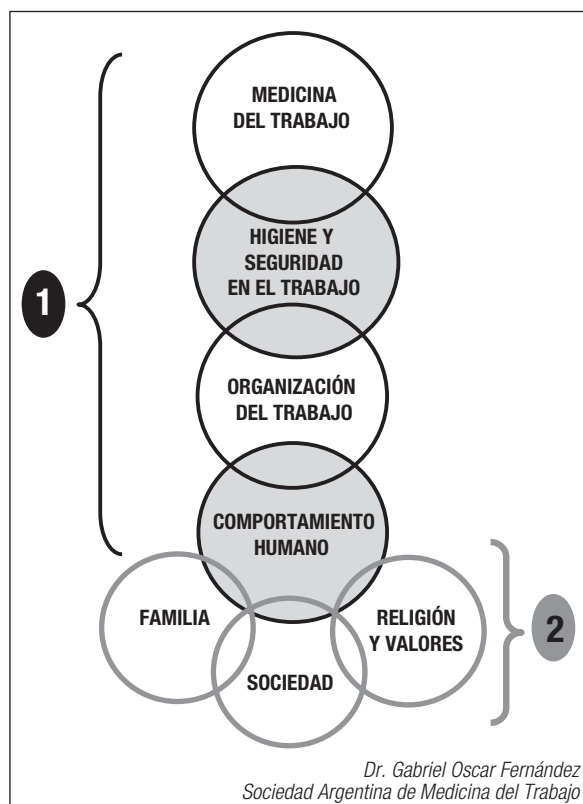 MEDICINA
DEL TRABAJO
HIGIENE Y
SEGURIDAD
EN EL TRABAJO
1
ORGANIZACIÓN
DEL TRABAJO
COMPORTAMIENTO
HUMANO
FAMILIA
RELIGIÓN
Y VALORES
2
SOCIEDAD
Dr. Gabriel Oscar Fernández
Sociedad Argentina de Medicina del Trabajo